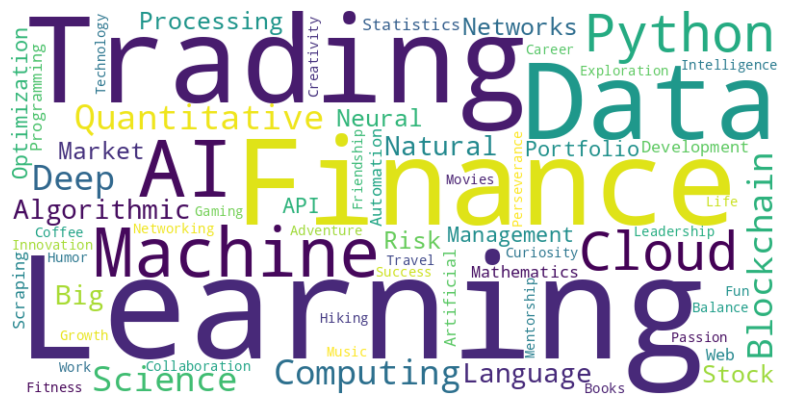 Trading
Processing
Statistics
Networks
Python
Technology
Creativity
Career
Intelligence
Exploration
Optimization
Programming
Quantitative
Neural
Data
Market
AI
Finance
Natural
Portfolio
Development
Deep
Friendship
Automation
Perseverance
Movies
Algorithmic
Gaming
API
Life
Blockchain
Coffee
Networking
Adventure
Risk
Management
Leadership
Innovation
Humor
Machine
Travel
Curiosity
Cloud
Success
Mathematics
Scraping
Learning
Big
Artificial
Fun
Balance
Hiking
Mentorship
Growth
Music
Passion
Work
Collaboration
Web
Fitness
Science
Computing
Language
Books
Stock